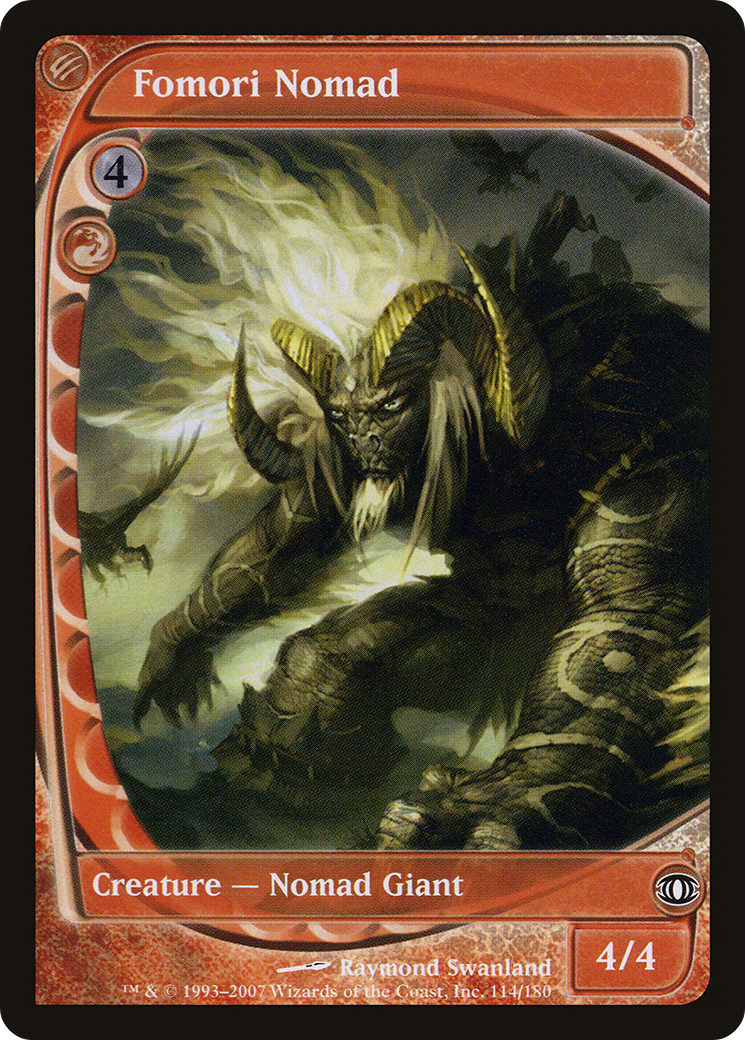 Fomori Nomad
4
Creature — Nomad Giant
4/4
Raymond Swanland
™ & © 1993–2007 Wizards of the Coast, Inc. 114/180